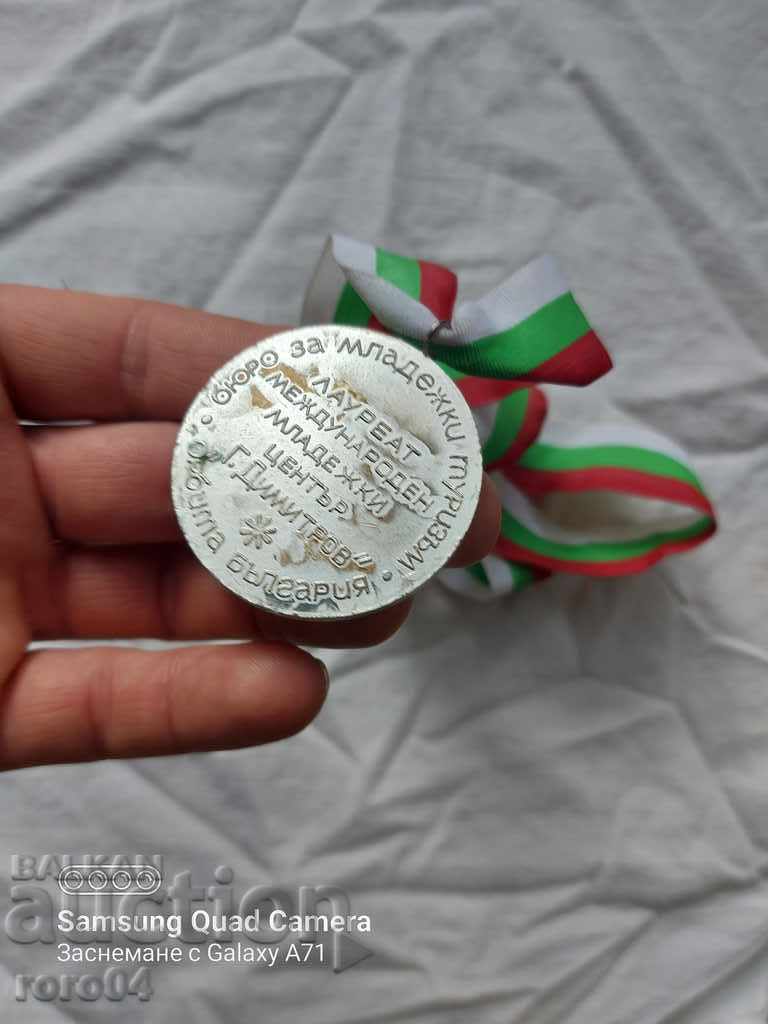 • бюро за младежки туризъм •
орбита българия
"ЛАУРЕАТ
МЕЖДУНАРОДЕН
МЛАДЕЖКИ
ЦЕНТЪР
Г. ДИМИТРОВ"
BALKAN
auction
Samsung Quad Camera
Заснемане с Galaxy A71
roro04